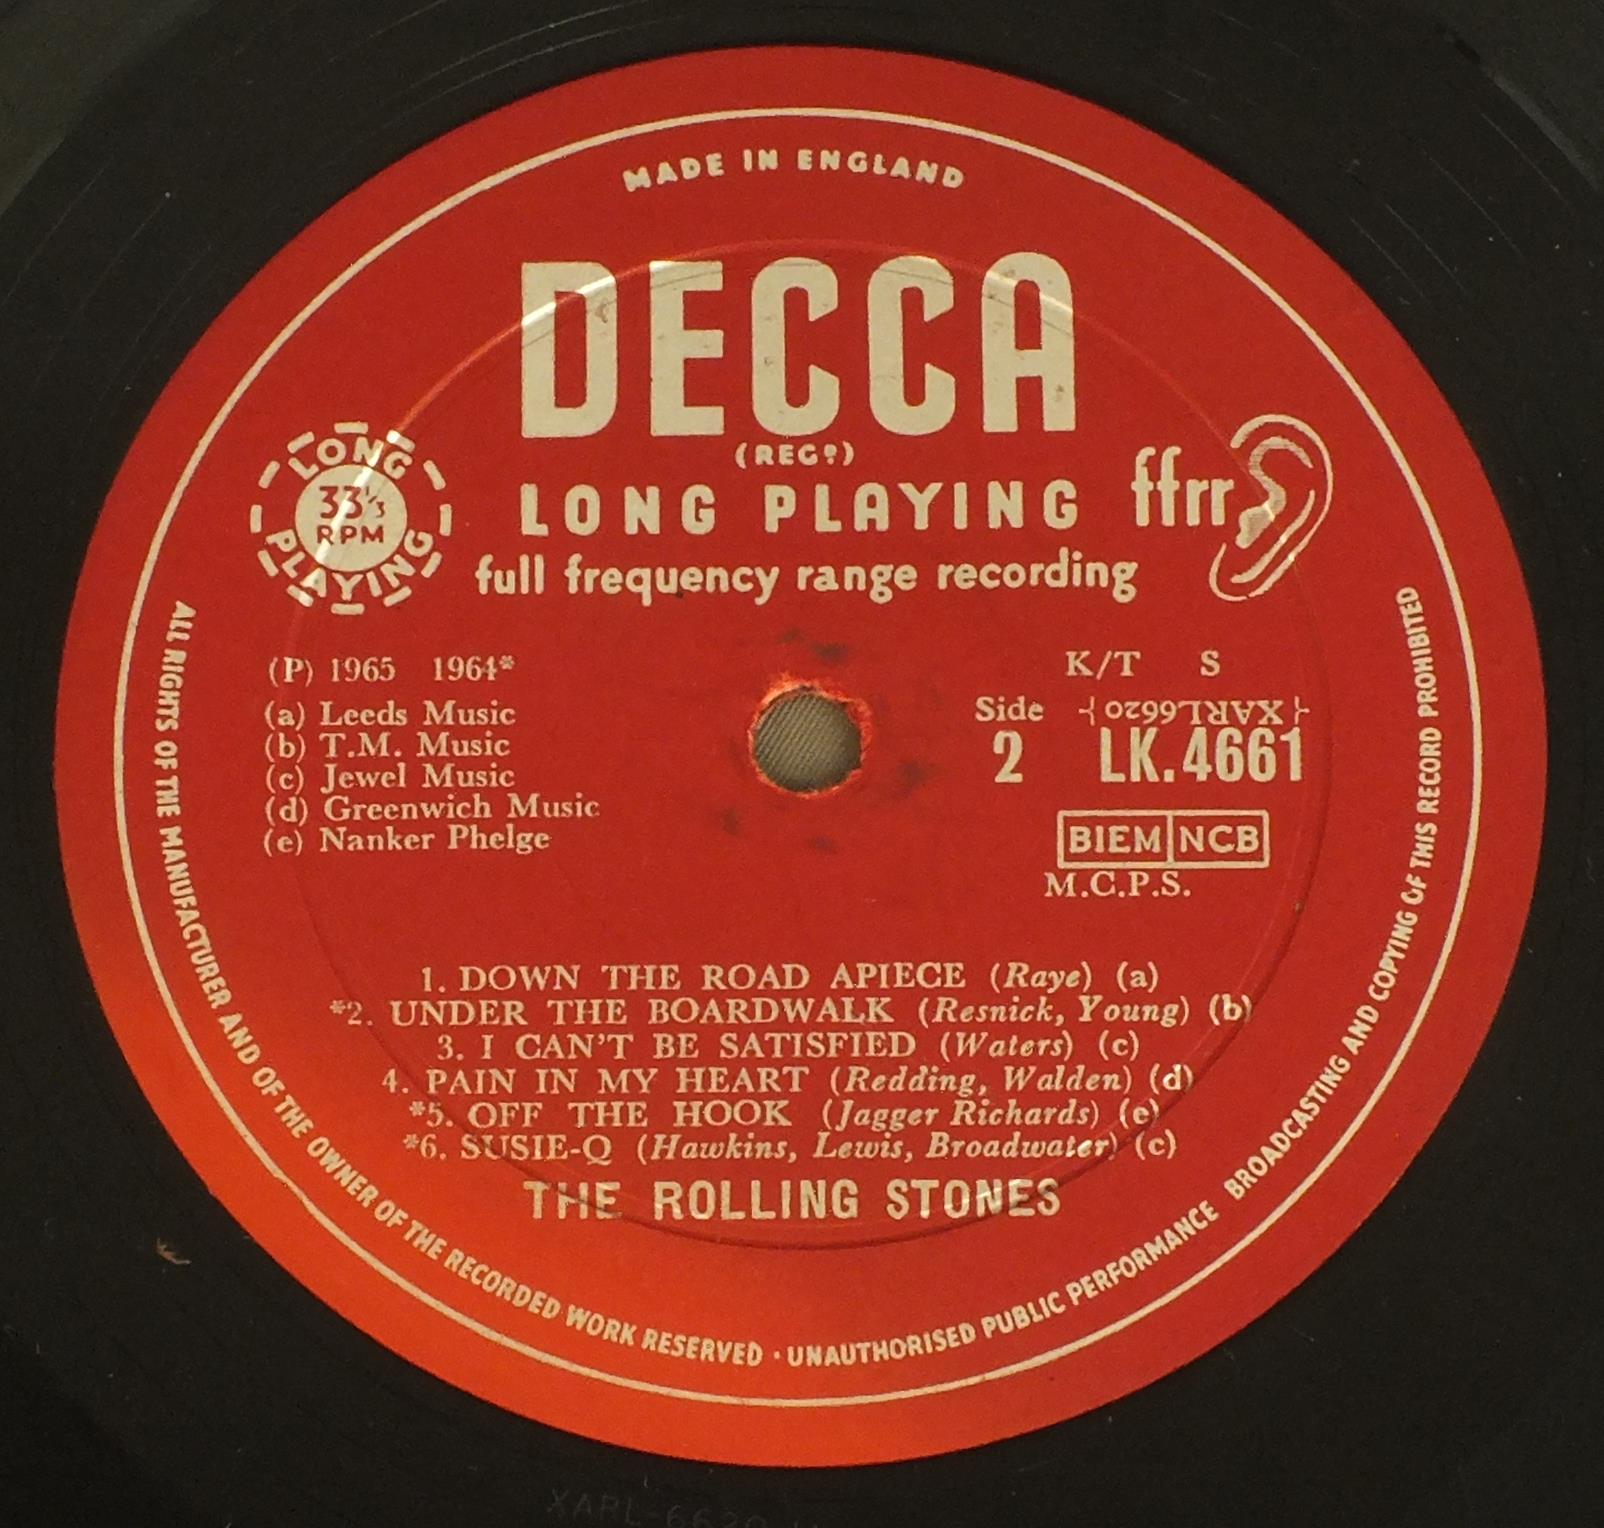 MADE IN ENGLAND
DECCA
(REGD)
LONG PLAYING
ffrr
full frequency range recording
LONG
33⅓
RPM
PLAYING
(P) 1965 1964*
(a) Leeds Music
(b) T.M. Music
(c) Jewel Music
(d) Greenwich Music
(e) Nanker Phelge
K/T S
Side XARL6620
2 LK.4661
BIEM NCB
M.C.P.S.
1. DOWN THE ROAD APIECE (Raye) (a)
*2. UNDER THE BOARDWALK (Resnick, Young) (b)
3. I CAN'T BE SATISFIED (Waters) (c)
4. PAIN IN MY HEART (Redding, Walden) (d)
*5. OFF THE HOOK (Jagger Richards) (e)
*6. SUSIE-Q (Hawkins, Lewis, Broadwater) (c)
THE ROLLING STONES
ALL RIGHTS OF THE MANUFACTURER AND OF THE OWNER OF THE RECORDED WORK RESERVED · UNAUTHORISED PUBLIC PERFORMANCE BROADCASTING AND COPYING OF THIS RECORD PROHIBITED
XARL-6620